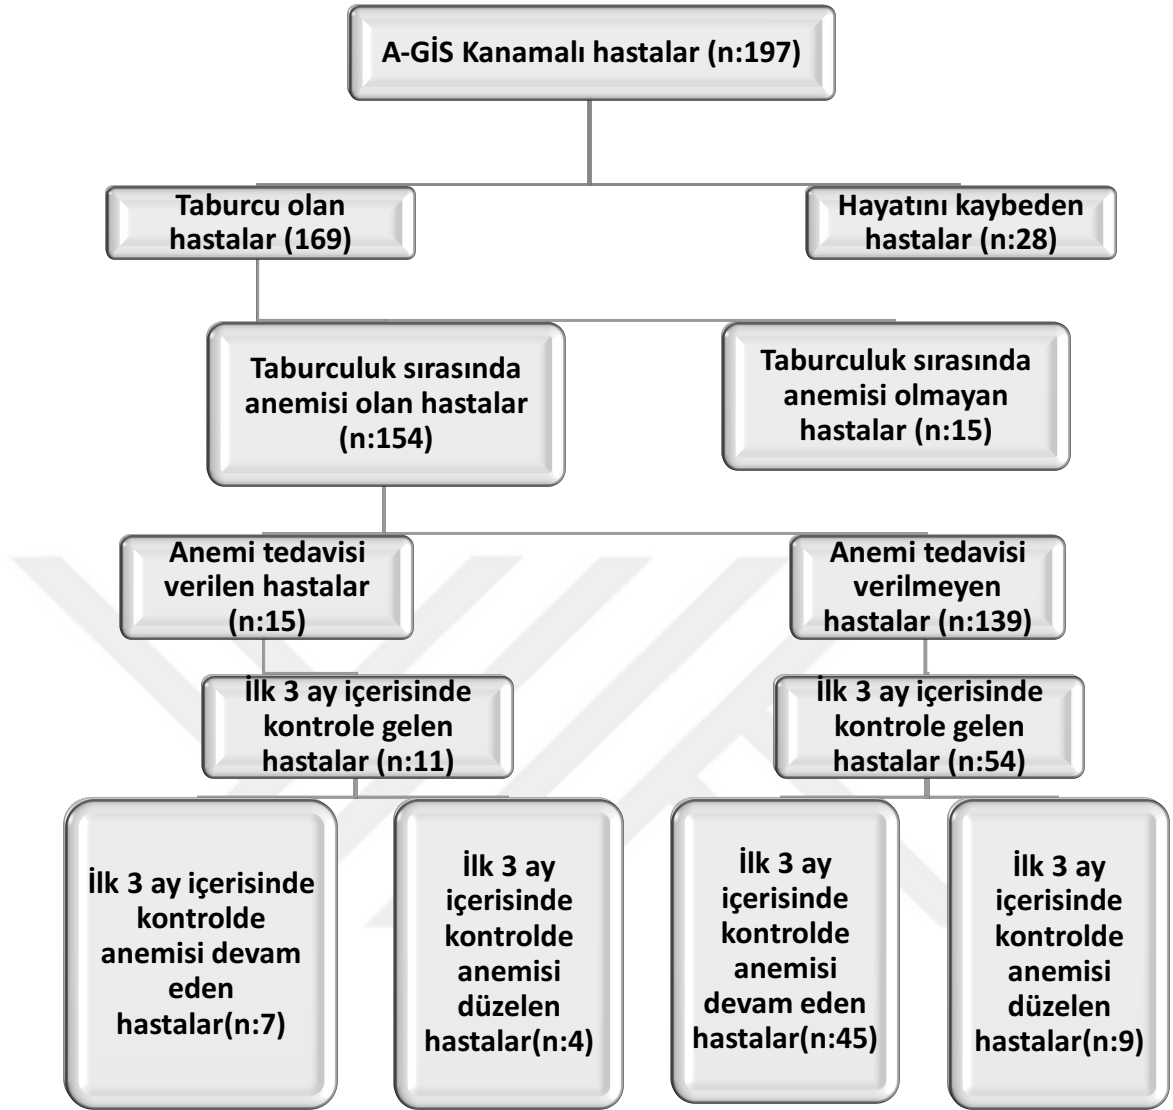 A-GİS Kanamalı hastalar (n:197)
Taburcu olan
hastalar (169)
Hayatını kaybeden
hastalar (n:28)
Taburculuk sırasında
anemisi olan hastalar
(n:154)
Taburculuk sırasında
anemisi olmayan
hastalar (n:15)
Anemi tedavisi
verilen hastalar
(n:15)
Anemi tedavisi
verilmeyen
hastalar (n:139)
İlk 3 ay içerisinde
kontrole gelen
hastalar (n:11)
İlk 3 ay içerisinde
kontrole gelen
hastalar (n:54)
İlk 3 ay içerisinde
kontrolde
anemisi devam
eden
hastalar(n:7)
İlk 3 ay
içerisinde
kontrolde
anemisi
düzelen
hastalar(n:4)
İlk 3 ay
içerisinde
kontrolde
anemisi
devam eden
hastalar(n:45)
İlk 3 ay
içerisinde
kontrolde
anemisi
düzelen
hastalar(n:9)